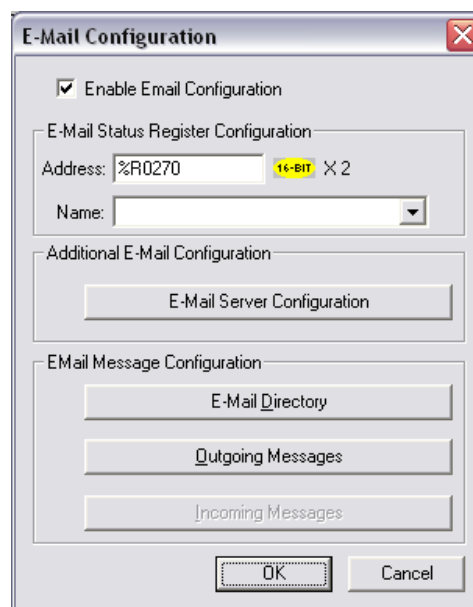 E-Mail Configuration
Enable Email Configuration
E-Mail Status Register Configuration
Address: %R0270 16-BIT X 2
Name:
Additional E-Mail Configuration
E-Mail Server Configuration
EMail Message Configuration
E-Mail Directory
Outgoing Messages
Incoming Messages
OK Cancel